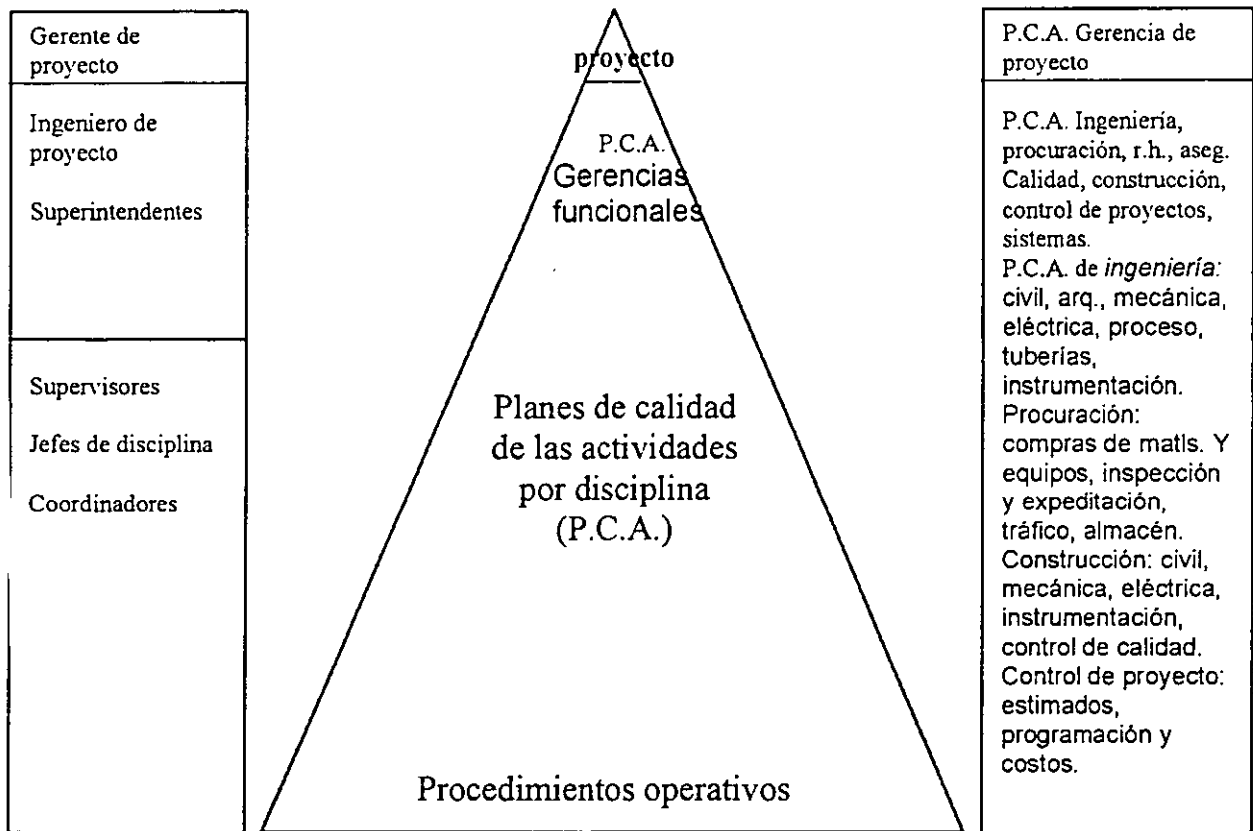 Gerente de
proyecto
Ingeniero de
proyecto
Superintendentes
Supervisores
Jefes de disciplina
Coordinadores
proyecto
P.C.A.
Gerencias
funcionales
Planes de calidad
de las actividades
por disciplina
(P.C.A.)
Procedimientos operativos
P.C.A. Gerencia de
proyecto
P.C.A. Ingeniería,
procuración, r.h., aseg.
Calidad, construcción,
control de proyectos,
sistemas.
P.C.A. de ingeniería:
civil, arq., mecánica,
eléctrica, proceso,
tuberías,
instrumentación.
Procuración:
compras de matls. Y
equipos, inspección
y expeditación,
tráfico, almacén.
Construcción: civil,
mecánica, eléctrica,
instrumentación,
control de calidad.
Control de proyecto:
estimados,
programación y
costos.